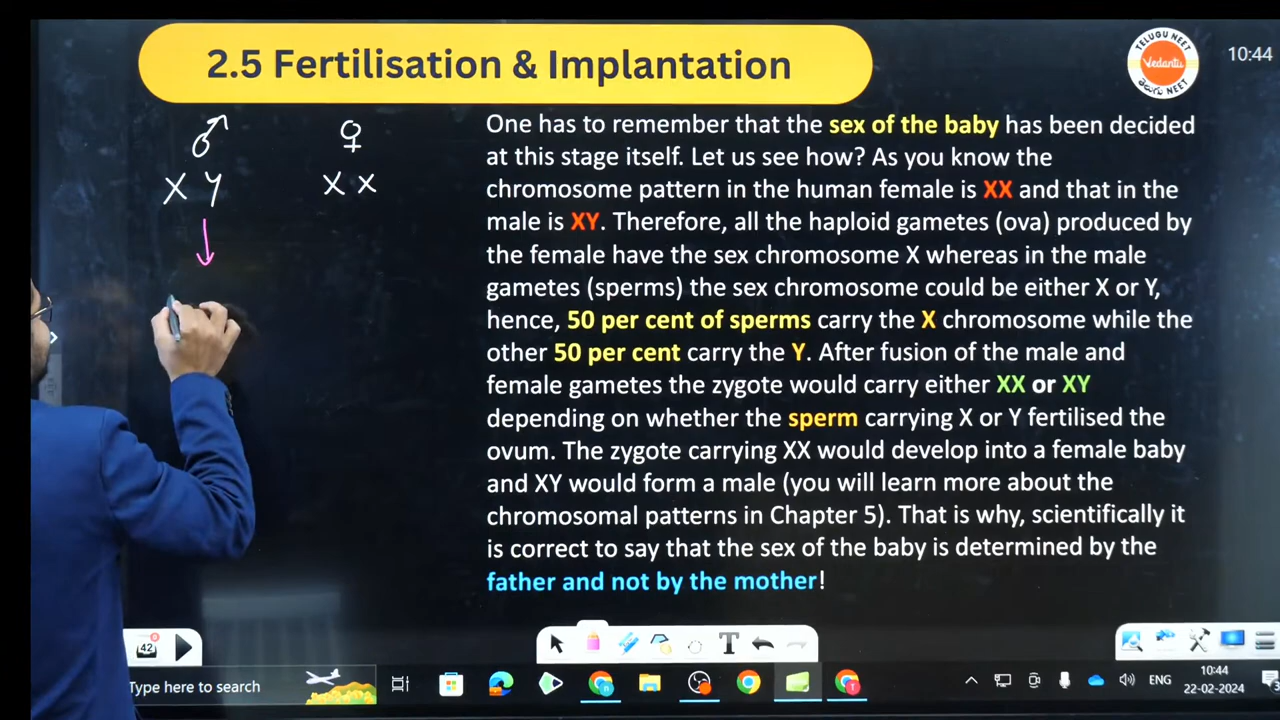 2.5 Fertilisation & Implantation
TELUGU NEET
Vedantu
తెలుగు NEET
10:44
♂ ♀
X Y X X
One has to remember that the sex of the baby has been decided
at this stage itself. Let us see how? As you know the
chromosome pattern in the human female is XX and that in the
male is XY. Therefore, all the haploid gametes (ova) produced by
the female have the sex chromosome X whereas in the male
gametes (sperms) the sex chromosome could be either X or Y,
hence, 50 per cent of sperms carry the X chromosome while the
other 50 per cent carry the Y. After fusion of the male and
female gametes the zygote would carry either XX or XY
depending on whether the sperm carrying X or Y fertilised the
ovum. The zygote carrying XX would develop into a female baby
and XY would form a male (you will learn more about the
chromosomal patterns in Chapter 5). That is why, scientifically it
is correct to say that the sex of the baby is determined by the
father and not by the mother!
42
T
Type here to search
ENG
10:44
22-02-2024